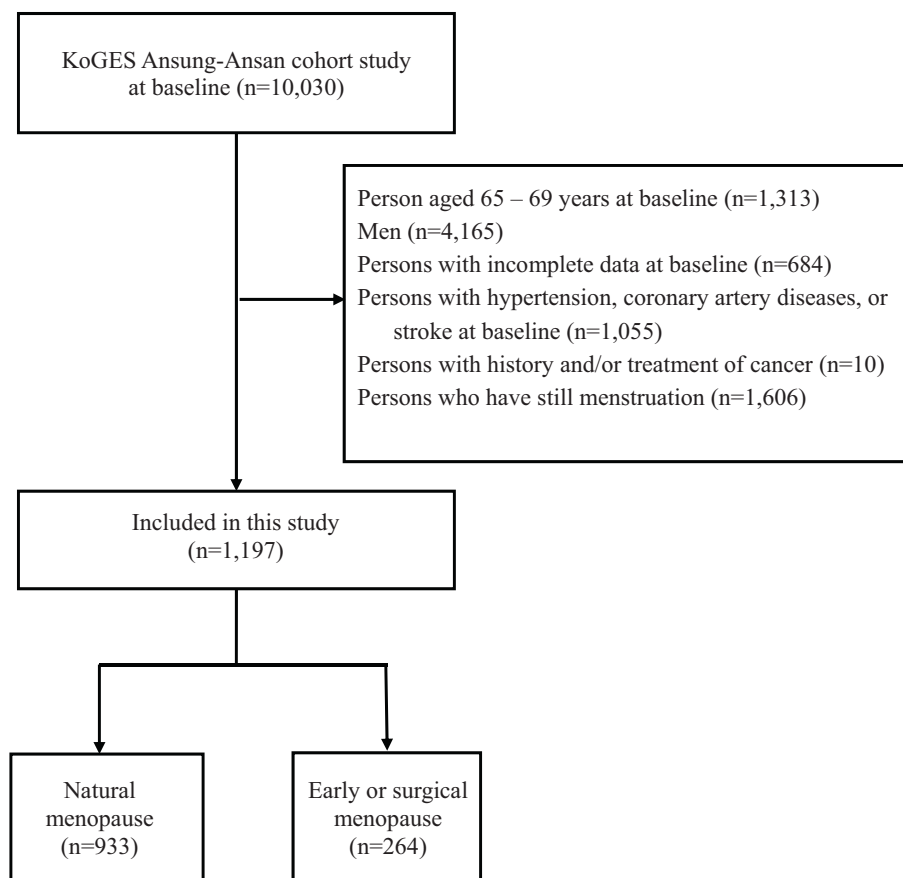 KoGES Ansung-Ansan cohort study
at baseline (n=10,030)
Person aged 65 – 69 years at baseline (n=1,313)
Men (n=4,165)
Persons with incomplete data at baseline (n=684)
Persons with hypertension, coronary artery diseases, or
stroke at baseline (n=1,055)
Persons with history and/or treatment of cancer (n=10)
Persons who have still menstruation (n=1,606)
Included in this study
(n=1,197)
Natural
menopause
(n=933)
Early or surgical
menopause
(n=264)